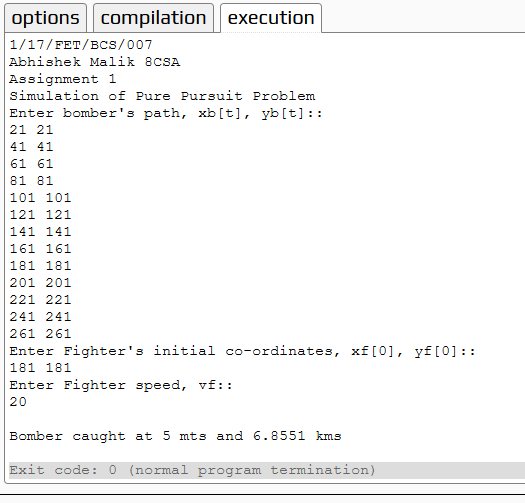 options compilation execution
1/17/FET/BCS/007
Abhishek Malik 8CSA
Assignment 1
Simulation of Pure Pursuit Problem
Enter bomber's path, xb[t], yb[t]::
21 21
41 41
61 61
81 81
101 101
121 121
141 141
161 161
181 181
201 201
221 221
241 241
261 261
Enter Fighter's initial co-ordinates, xf[0], yf[0]::
181 181
Enter Fighter speed, vf::
20
Bomber caught at 5 mts and 6.8551 kms
Exit code: 0 (normal program termination)